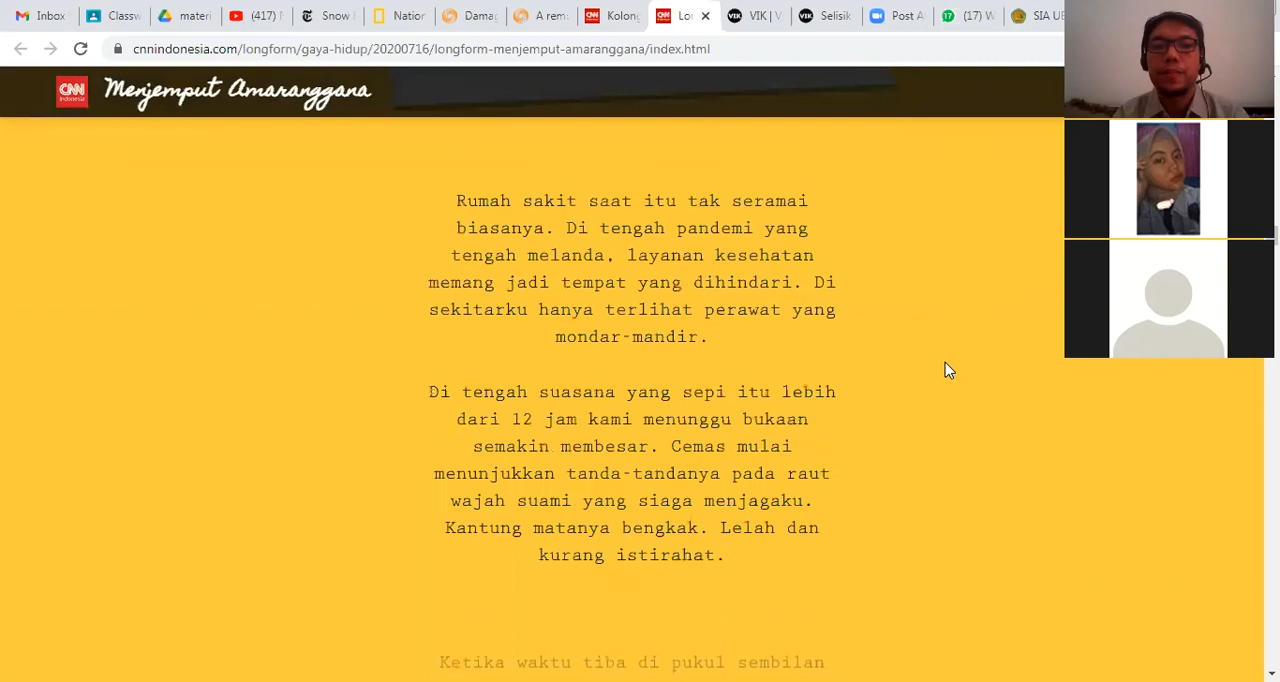 Inbox
Classw
materi
(417)
Snow
Nation
Damag
A rem
Kolong
Lo
VIK | V
Selisik
Post A
(17) W
SIA UB
cnnindonesia.com/longform/gaya-hidup/20200716/longform-menjemput-amaranggana/index.html
CNN
Indonesia
Menjemput Amaranggana
Rumah sakit saat itu tak seramai
biasanya. Di tengah pandemi yang
tengah melanda, layanan kesehatan
memang jadi tempat yang dihindari. Di
sekitarku hanya terlihat perawat yang
mondar-mandir.
Di tengah suasana yang sepi itu lebih
dari 12 jam kami menunggu bukaan
semakin membesar. Cemas mulai
menunjukkan tanda-tandanya pada raut
wajah suami yang siaga menjagaku.
Kantung matanya bengkak. Lelah dan
kurang istirahat.
Ketika waktu tiba di pukul sembilan